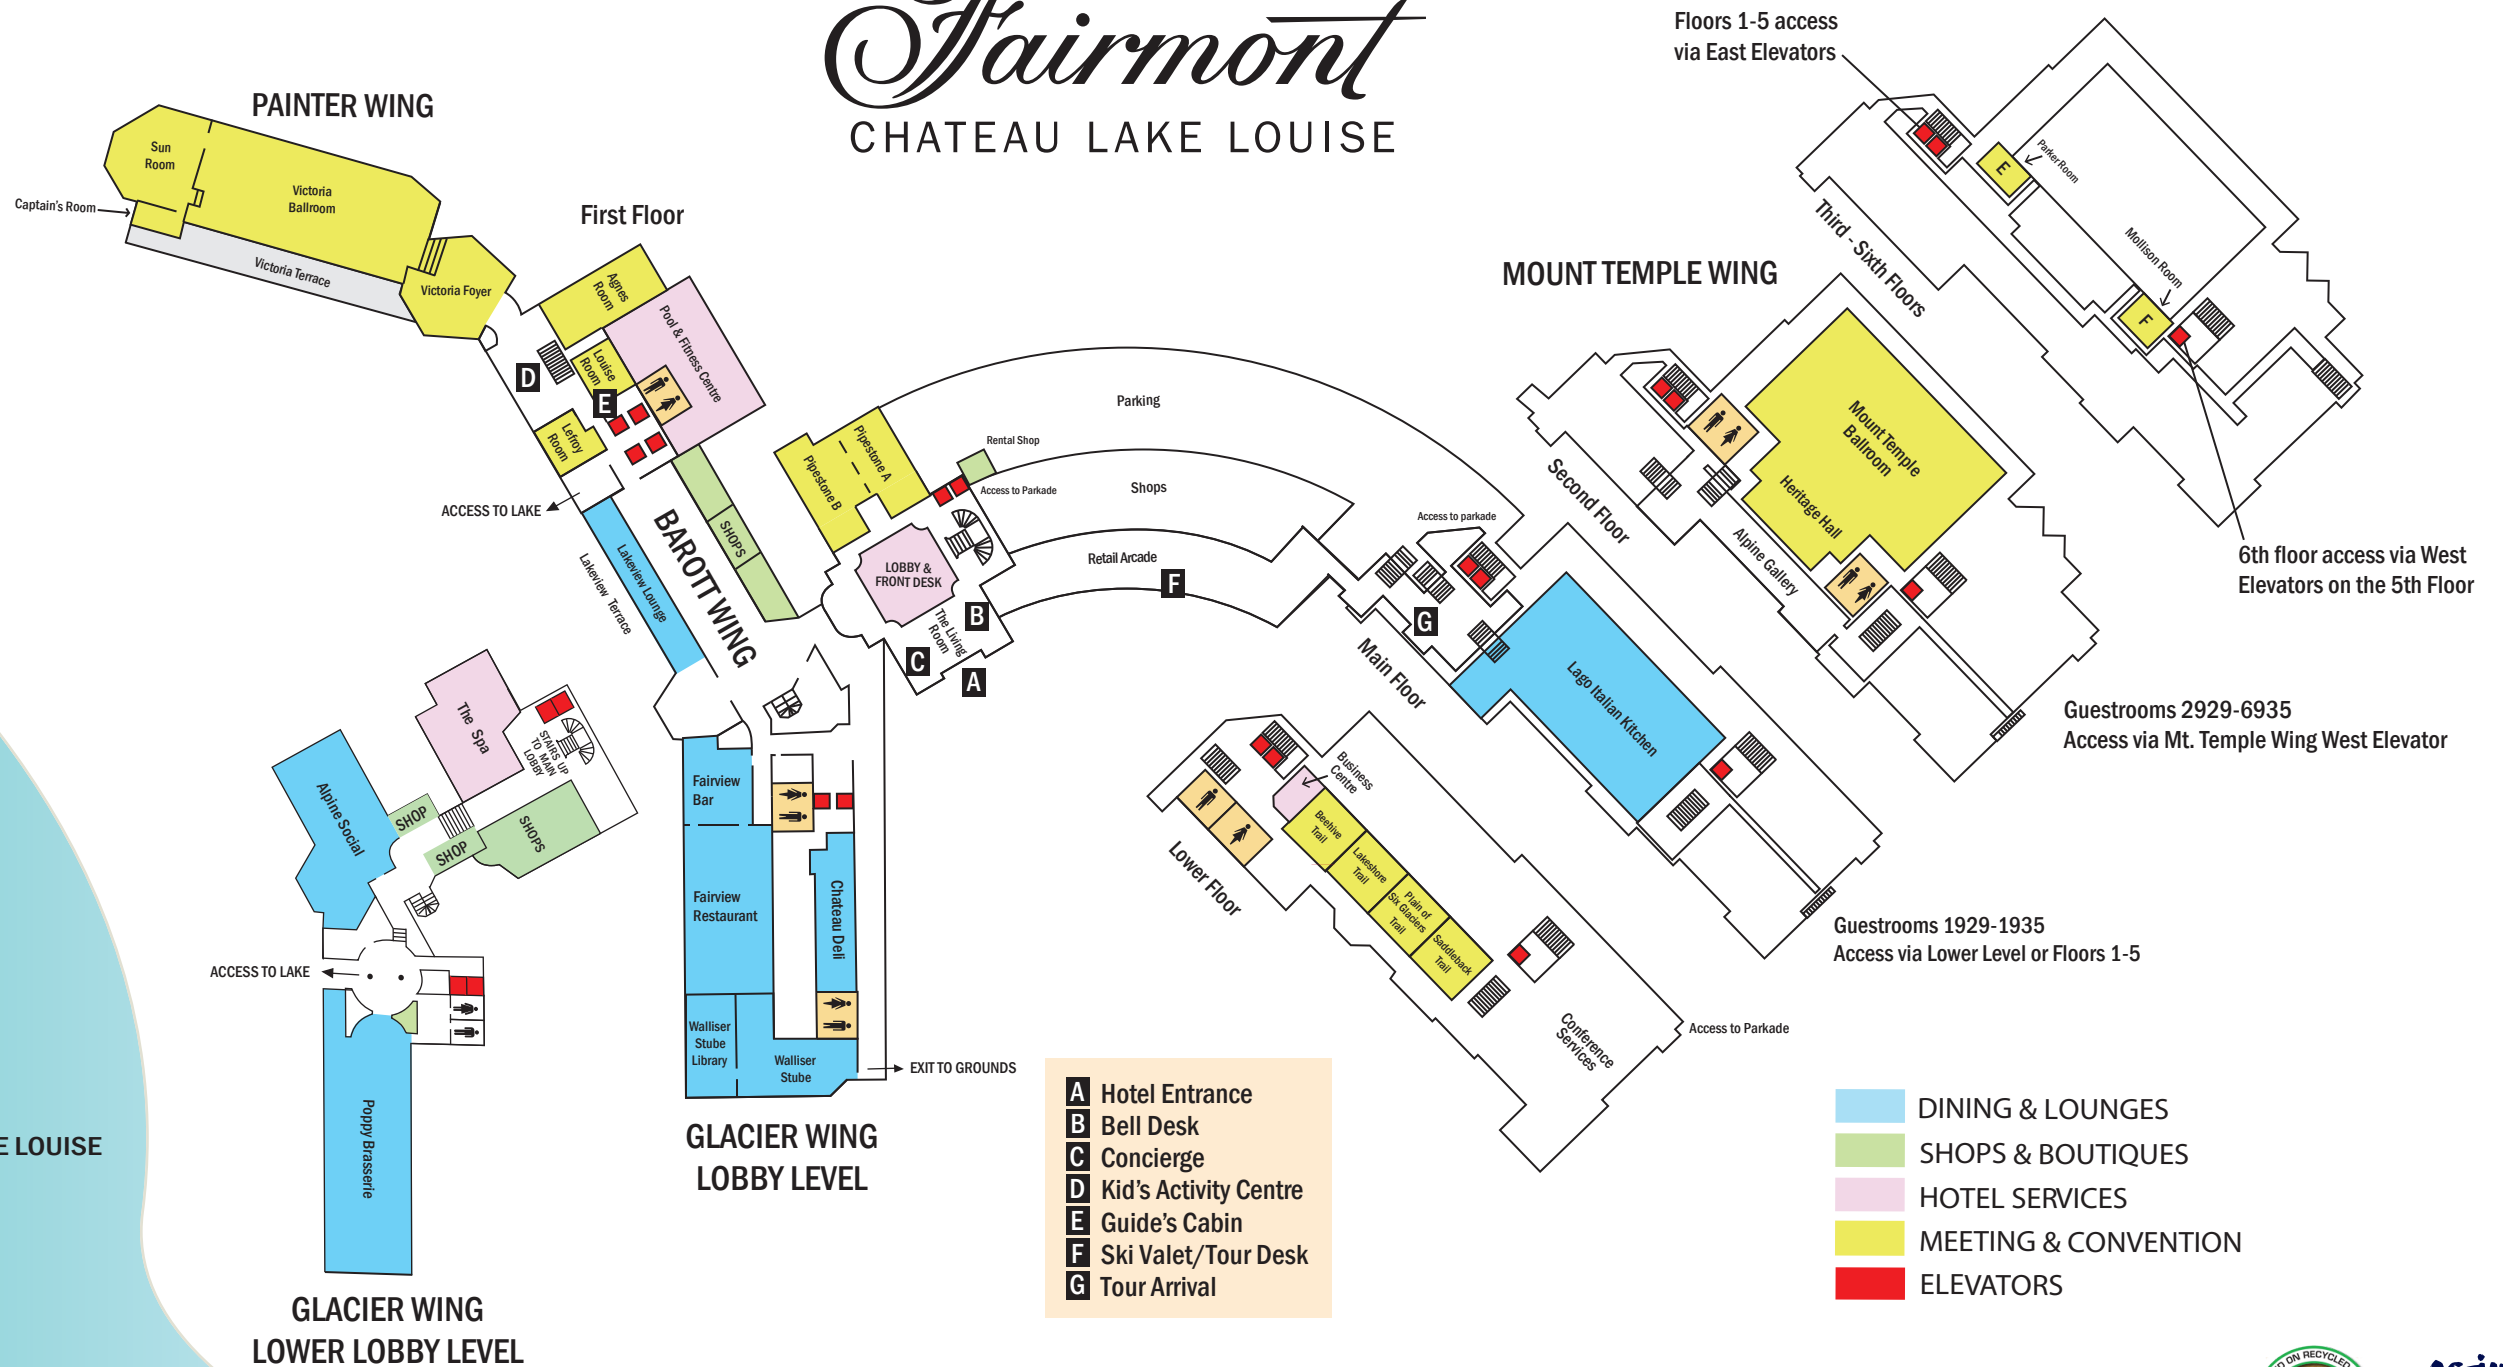 Fairmont
CHATEAU LAKE LOUISE
Floors 1-5 access
via East Elevators
PAINTER WING
Sun
Room
Victoria
Ballroom
Captain's Room
Victoria Terrace
Victoria Foyer
First Floor
Agnes
Room
Pool & Fitness Centre
Louise
Room
D
E
Lefroy
Room
ACCESS TO LAKE
SHOPS
BAROTT WING
Lakeview Lounge
Lakeview Terrace
Pipestone A
Pipestone B
Rental Shop
Access to Parkade
LOBBY &
FRONT DESK
The Living
Room
B
C
A
Parking
Shops
Retail Arcade
F
MOUNT TEMPLE WING
Third - Sixth Floors
E
Parker Room
Mollison Room
F
6th floor access via West
Elevators on the 5th Floor
Second Floor
Mount Temple
Ballroom
Heritage Hall
Alpine Gallery
Guestrooms 2929-6935
Access via Mt. Temple Wing West Elevator
Access to parkade
G
Main Floor
Lago Italian Kitchen
Guestrooms 1929-1935
Access via Lower Level or Floors 1-5
Lower Floor
Business
Centre
Beehive
Trail
Lakeshore
Trail
Plain of
Six Glaciers
Trail
Saddleback
Trail
Conference
Services
Access to Parkade
The Spa
STAIRS UP
TO MAIN
LOBBY
Alpine Social
SHOP
SHOP
SHOPS
ACCESS TO LAKE
Poppy Brasserie
GLACIER WING
LOWER LOBBY LEVEL
E LOUISE
Fairview
Bar
Fairview
Restaurant
Chateau Deli
Walliser
Stube
Library
Walliser
Stube
EXIT TO GROUNDS
GLACIER WING
LOBBY LEVEL
A Hotel Entrance
B Bell Desk
C Concierge
D Kid's Activity Centre
E Guide's Cabin
F Ski Valet/Tour Desk
G Tour Arrival
DINING & LOUNGES
SHOPS & BOUTIQUES
HOTEL SERVICES
MEETING & CONVENTION
ELEVATORS
ON RECYCLED